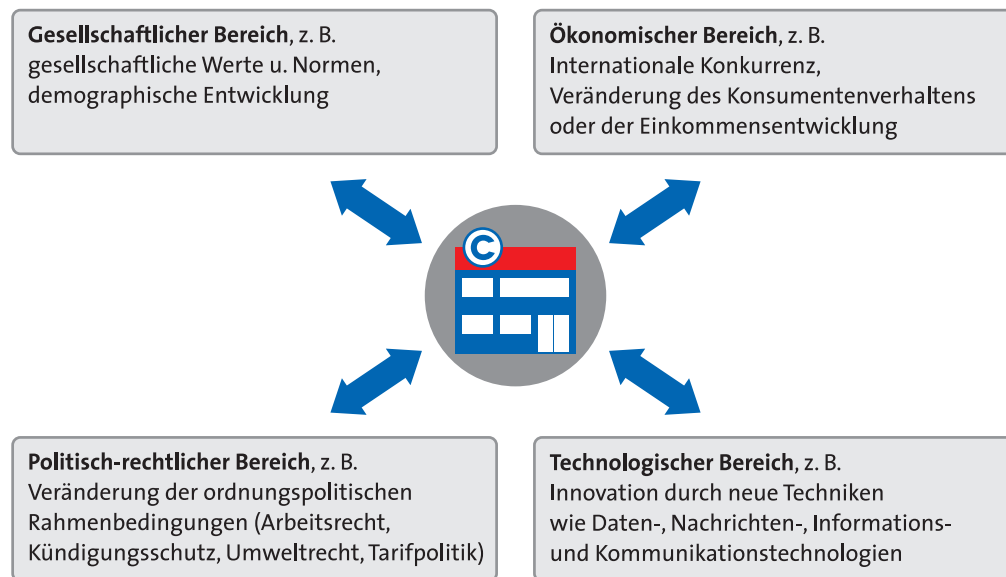 Gesellschaftlicher Bereich, z. B.
gesellschaftliche Werte u. Normen,
demographische Entwicklung
Ökonomischer Bereich, z. B.
Internationale Konkurrenz,
Veränderung des Konsumentenverhaltens
oder der Einkommensentwicklung
C
Politisch-rechtlicher Bereich, z. B.
Veränderung der ordnungspolitischen
Rahmenbedingungen (Arbeitsrecht,
Kündigungsschutz, Umweltrecht, Tarifpolitik)
Technologischer Bereich, z. B.
Innovation durch neue Techniken
wie Daten-, Nachrichten-, Informations-
und Kommunikationstechnologien